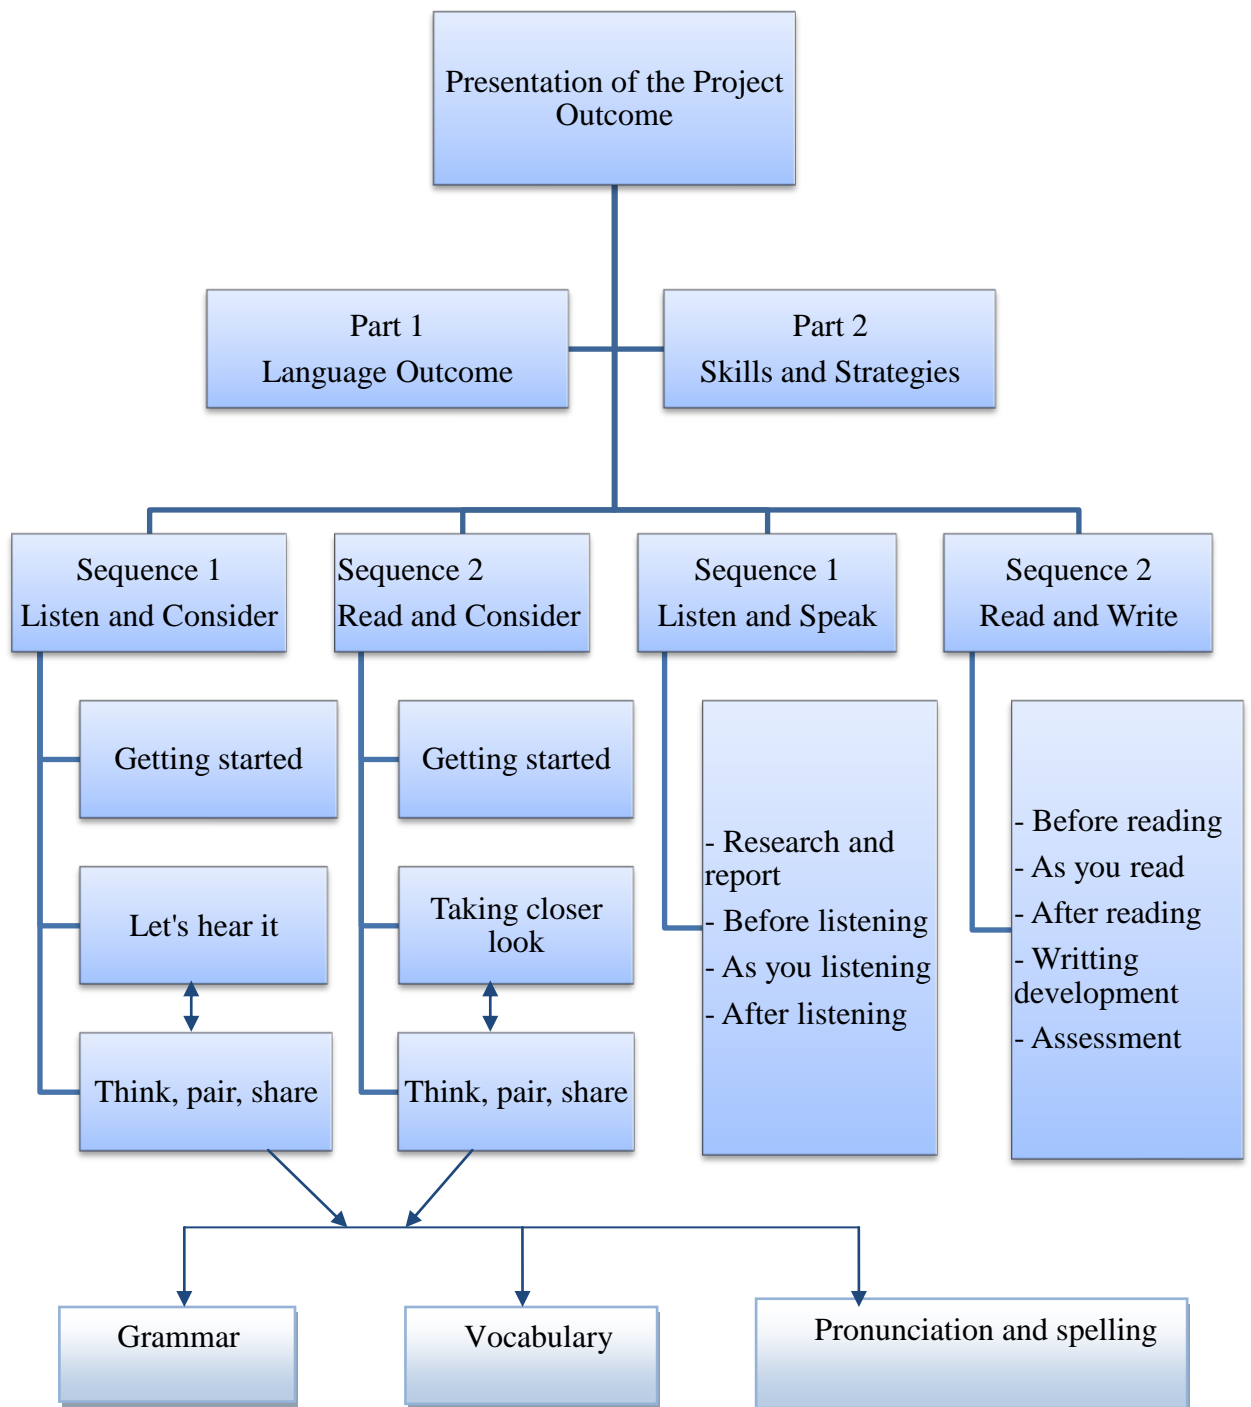 Presentation of the Project
Outcome
Part 1
Language Outcome
Part 2
Skills and Strategies
Sequence 1
Listen and Consider
Sequence 2
Read and Consider
Sequence 1
Listen and Speak
Sequence 2
Read and Write
Getting started
Let's hear it
Think, pair, share
Getting started
Taking closer
look
Think, pair, share
- Research and
report
- Before listening
- As you listening
- After listening
- Before reading
- As you read
- After reading
- Writting
development
- Assessment
Grammar
Vocabulary
Pronunciation and spelling